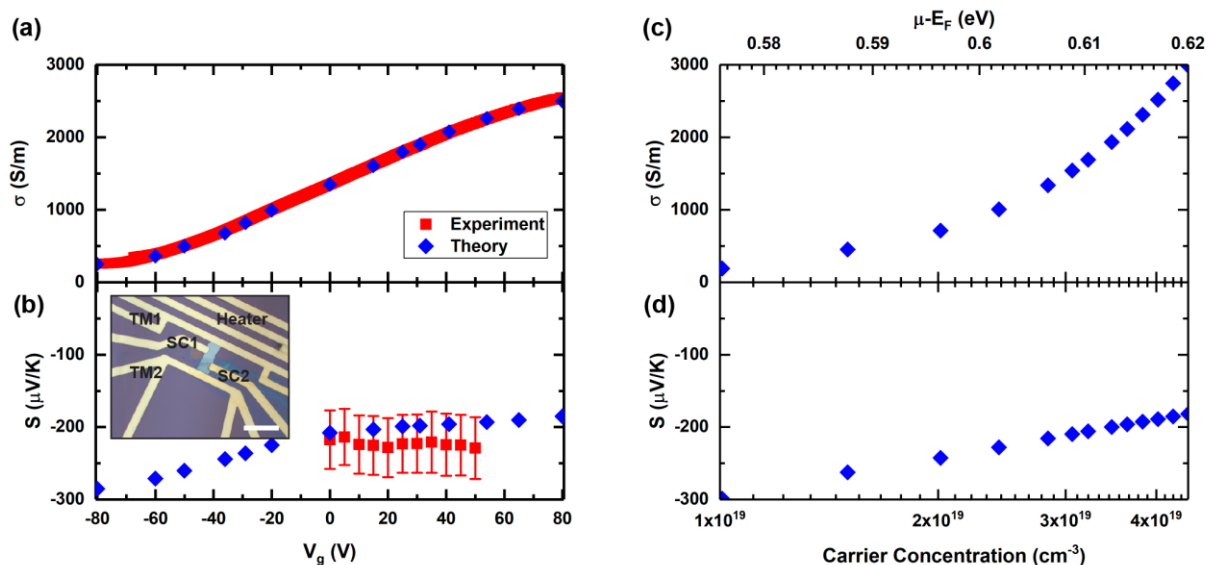 (a)
3000
2000
1000
0
σ (S/m)
Experiment
Theory
(b)
-100
-200
-300
S (μV/K)
TM1
Heater
SC1
TM2
SC2
-80 -60 -40 -20 0 20 40 60 80
V_g (V)
(c)
μ-E_F (eV)
0.58 0.59 0.6 0.61 0.62
3000
2000
1000
0
σ (S/m)
(d)
-100
-200
-300
S (μV/K)
1x10¹⁹ 2x10¹⁹ 3x10¹⁹ 4x10¹⁹
Carrier Concentration (cm⁻³)